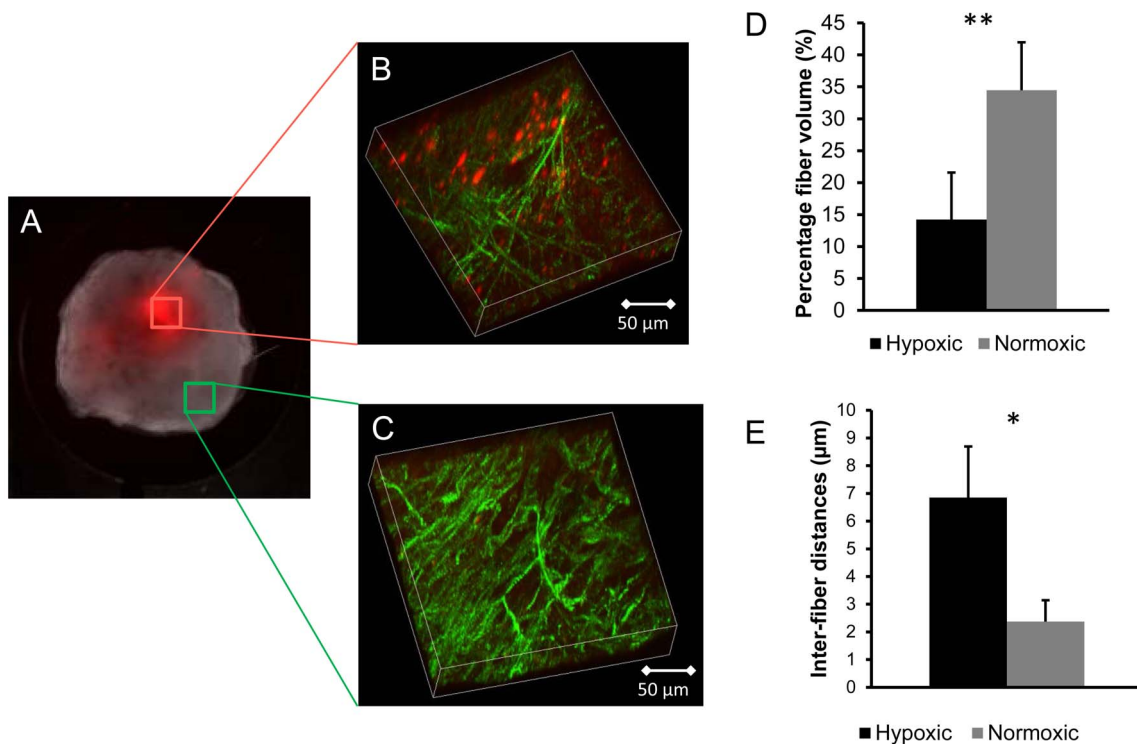 A
B
50 µm
C
50 µm
D
Percentage fiber volume (%)
45
40
35
30
25
20
15
10
5
0
**
Hypoxic Normoxic
E
Inter-fiber distances (µm)
10
9
8
7
6
5
4
3
2
1
0
*
Hypoxic Normoxic